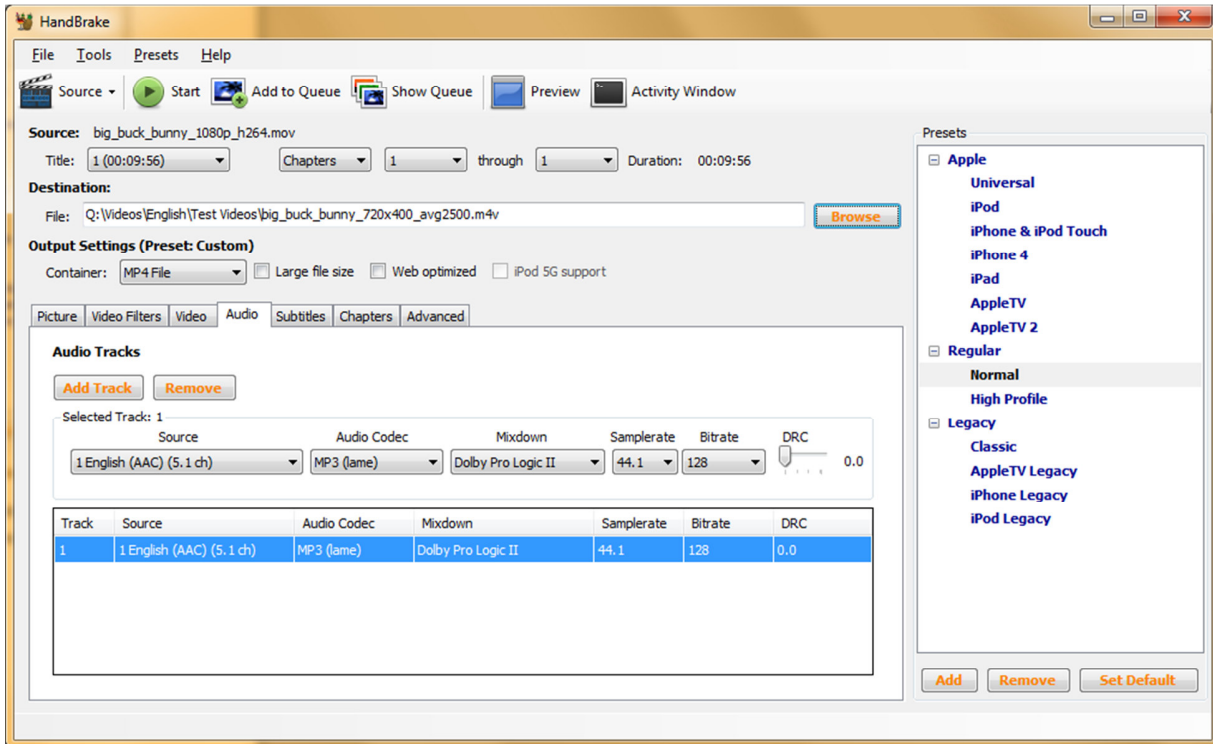 HandBrake
File Tools Presets Help
Source Start Add to Queue Show Queue Preview Activity Window
Source: big_buck_bunny_1080p_h264.mov
Title: 1 (00:09:56) Chapters 1 through 1 Duration: 00:09:56
Destination:
File: Q:\Videos\English\Test Videos\big_buck_bunny_720x400_avg2500.m4v Browse
Output Settings (Preset: Custom)
Container: MP4 File Large file size Web optimized iPod 5G support
Picture Video Filters Video Audio Subtitles Chapters Advanced
Audio Tracks
Add Track Remove
Selected Track: 1
Source Audio Codec Mixdown Samplerate Bitrate DRC
1 English (AAC) (5.1 ch) MP3 (lame) Dolby Pro Logic II 44.1 128 0.0
Track Source Audio Codec Mixdown Samplerate Bitrate DRC
1 1 English (AAC) (5.1 ch) MP3 (lame) Dolby Pro Logic II 44.1 128 0.0
Presets
Apple
Universal
iPod
iPhone & iPod Touch
iPhone 4
iPad
AppleTV
AppleTV 2
Regular
Normal
High Profile
Legacy
Classic
AppleTV Legacy
iPhone Legacy
iPod Legacy
Add Remove Set Default